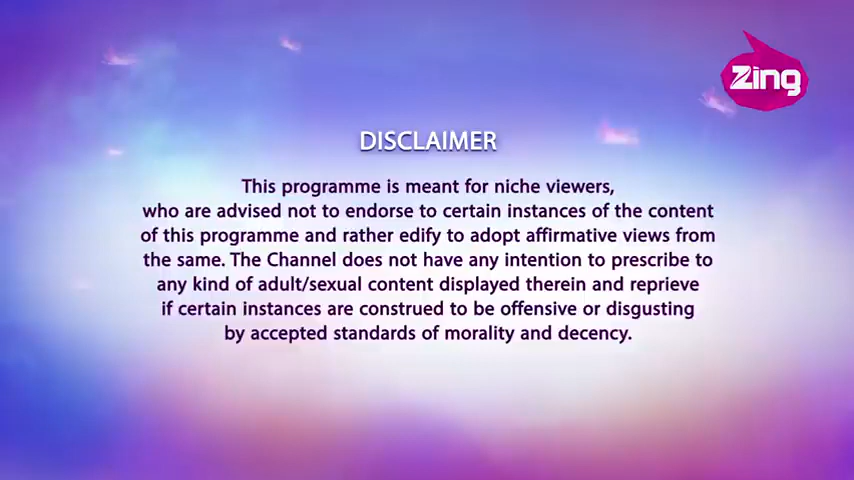 Zing
DISCLAIMER
This programme is meant for niche viewers,
who are advised not to endorse to certain instances of the content
of this programme and rather edify to adopt affirmative views from
the same. The Channel does not have any intention to prescribe to
any kind of adult/sexual content displayed therein and reprieve
if certain instances are construed to be offensive or disgusting
by accepted standards of morality and decency.